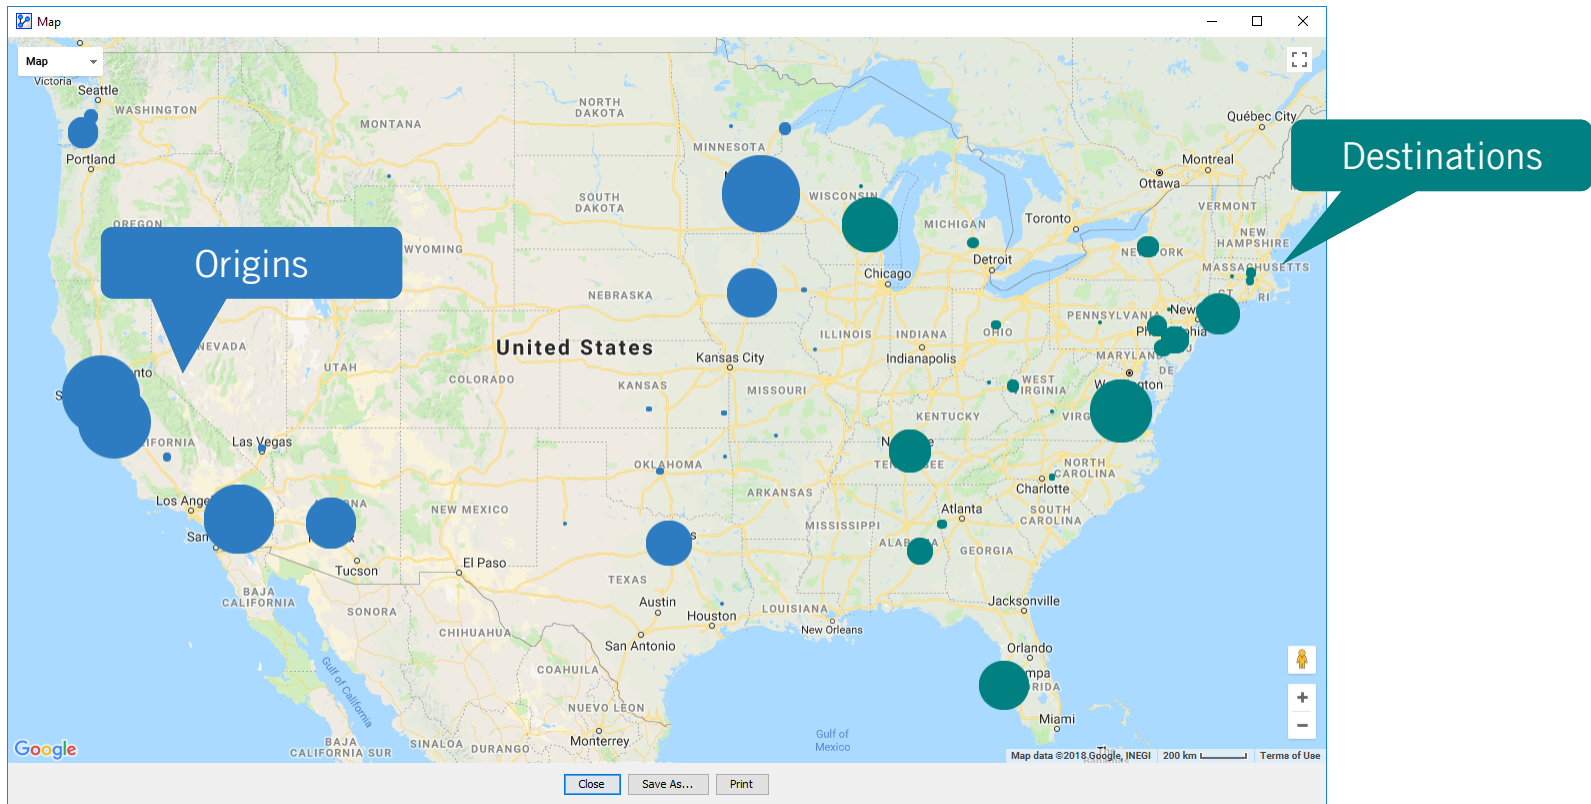 Map
Map
Victoria
Seattle
WASHINGTON
NORTH
DAKOTA
MONTANA
Québec City
MINNESOTA
Portland
Montreal
Ottawa
Destinations
SOUTH
DAKOTA
WISCONSIN
VERMONT
OREGON
MICHIGAN
Toronto
NEW
HAMPSHIRE
WYOMING
Origins
Detroit
MASSACHUSETTS
Chicago
NEBRASKA
CT
RI
PENNSYLVANIA
New
NEVADA
ILLINOIS
INDIANA
OHIO
United States
Indianapolis
MARYLAND
Kansas City
UTAH
COLORADO
DE
KANSAS
MISSOURI
WEST
VIRGINIA
KENTUCKY
Las Vegas
OKLAHOMA
NORTH
CAROLINA
Charlotte
ARKANSAS
NEW MEXICO
Atlanta
SOUTH
CAROLINA
MISSISSIPPI
GEORGIA
El Paso
Tucson
TEXAS
BAJA
CALIFORNIA
SONORA
Austin
Houston
LOUISIANA
Jacksonville
New Orleans
CHIHUAHUA
San Antonio
Orlando
Gulf of California
COAHUILA
NUEVO LEON
Miami
Monterrey
Gulf of
Mexico
BAJA
CALIFORNIA SUR
SINALOA
DURANGO
Google
Map data ©2018 Google, INEGI
200 km
Terms of Use
Close
Save As...
Print